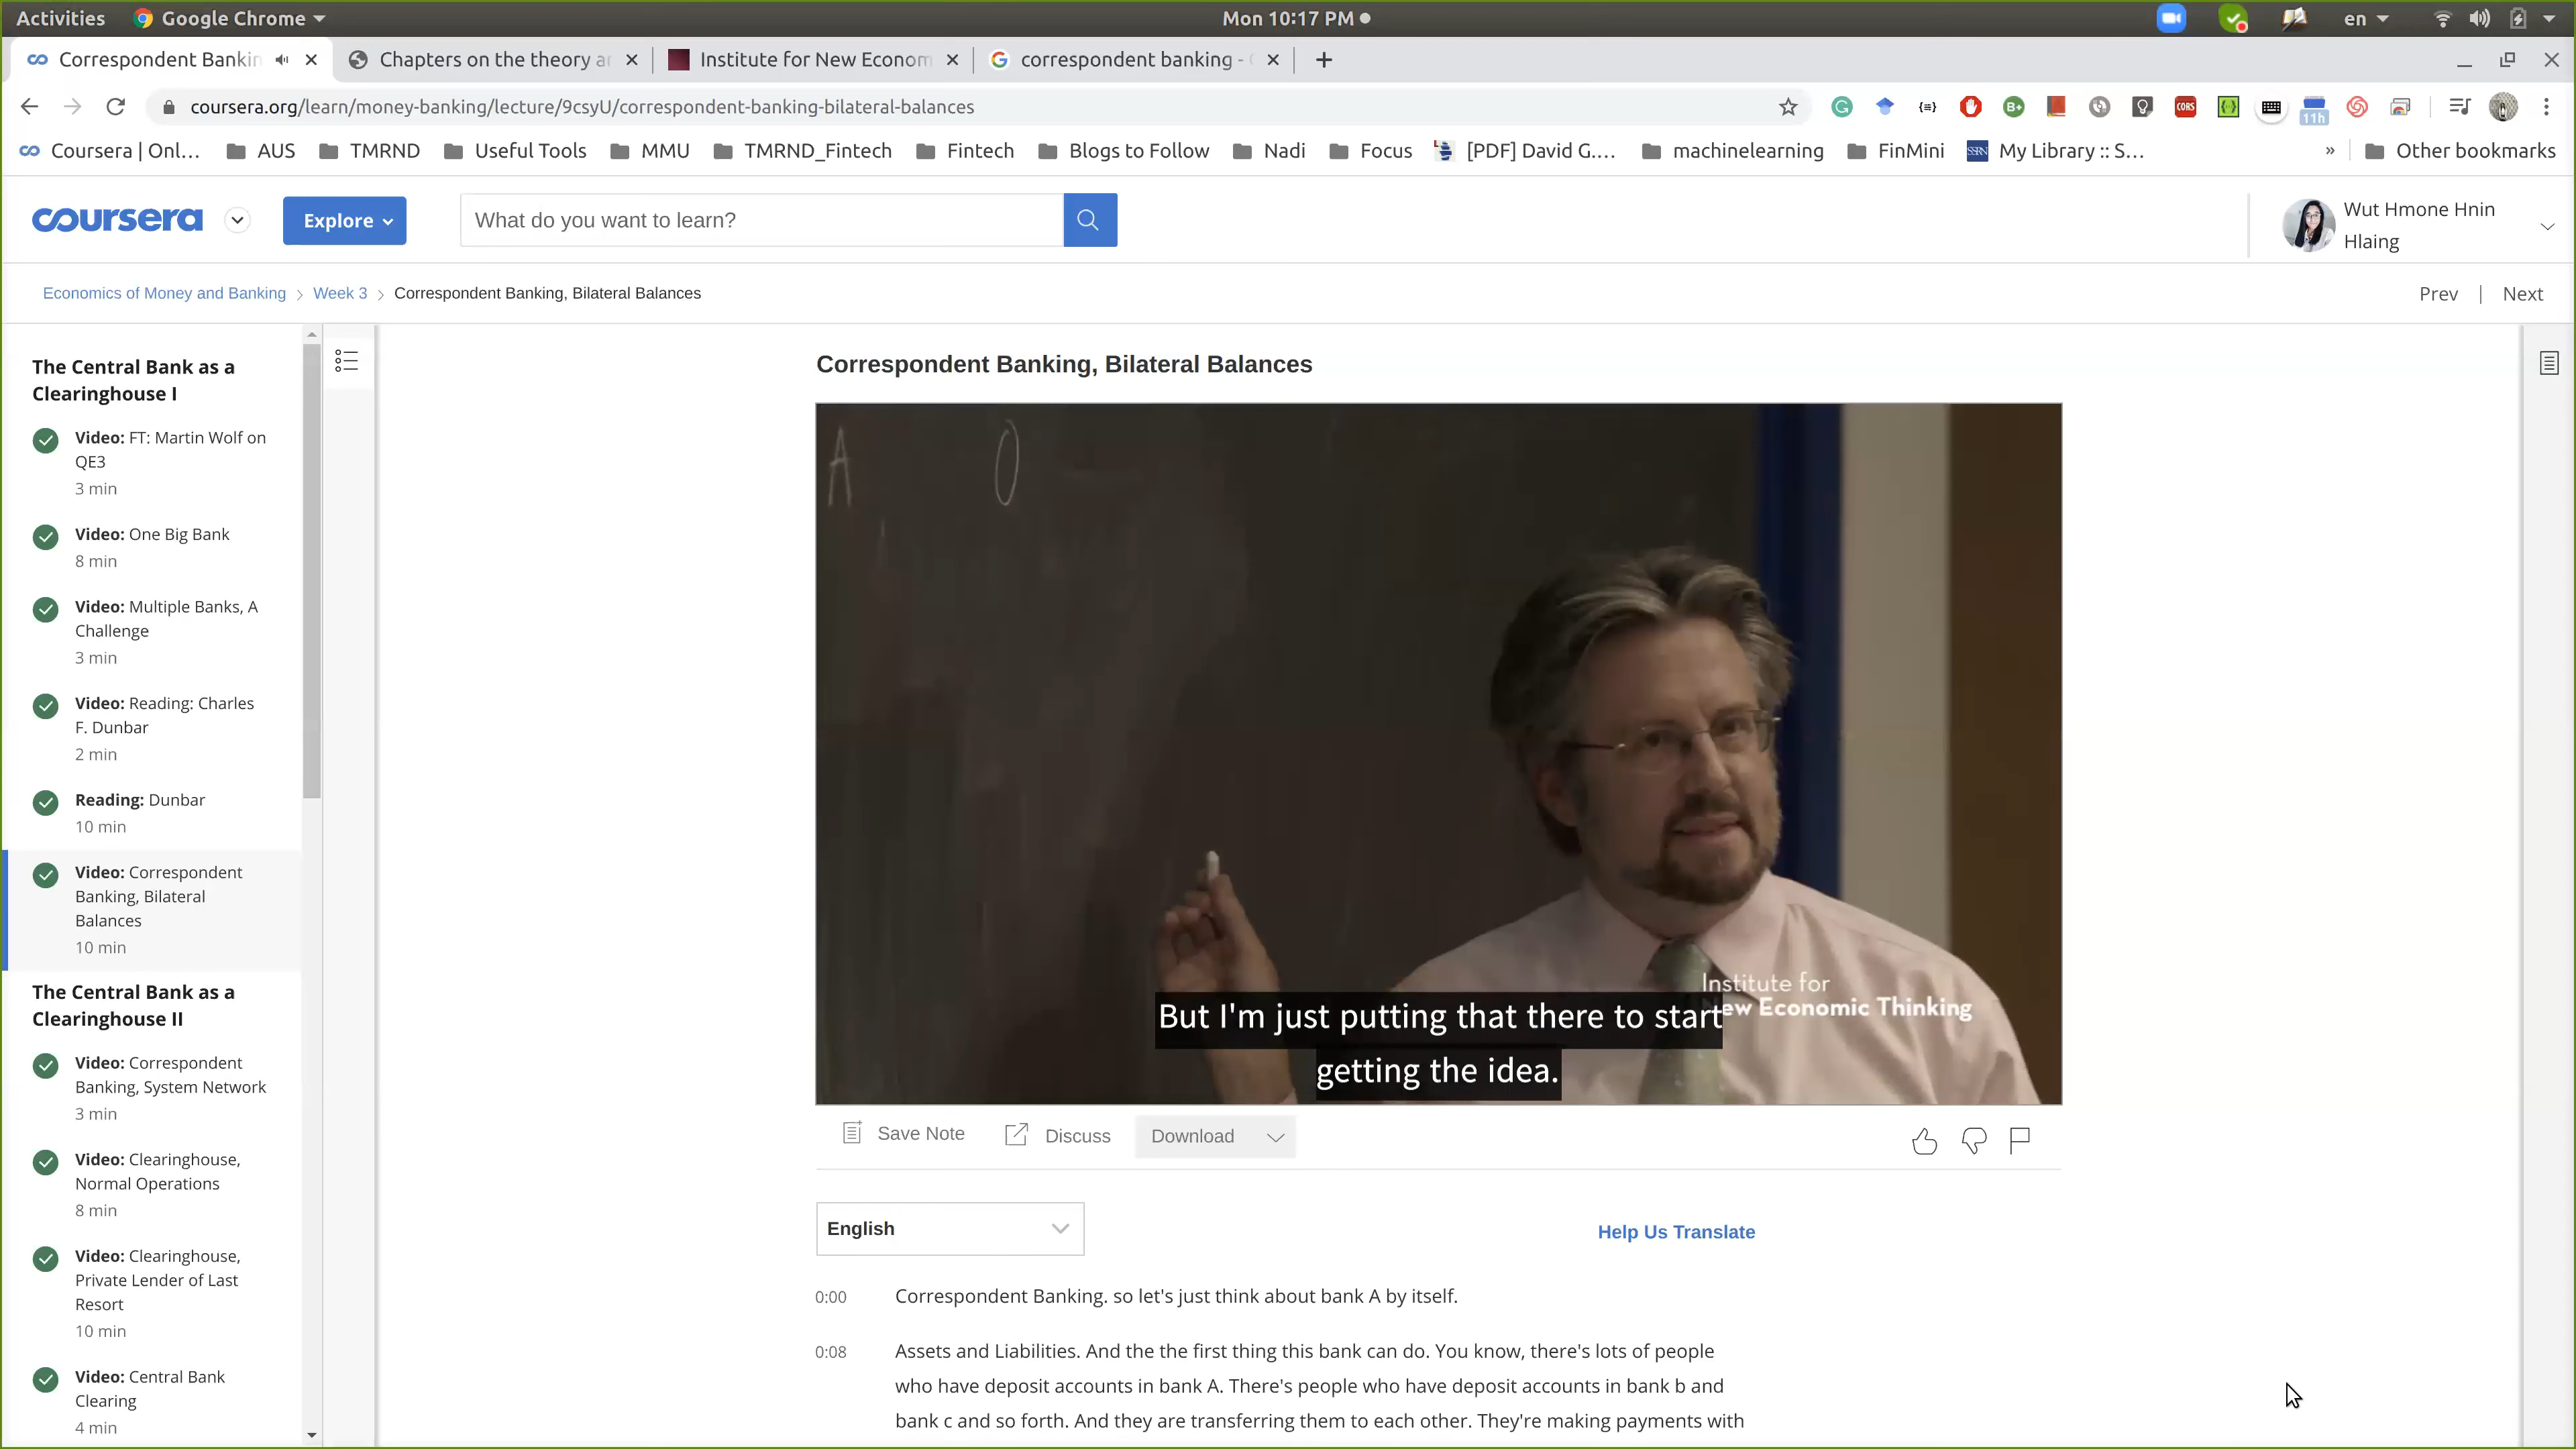 Activities
Google Chrome
Mon 10:17 PM
en
Correspondent Bankin
Chapters on the theory a
Institute for New Econom
correspondent banking -
coursera.org/learn/money-banking/lecture/9csyU/correspondent-banking-bilateral-balances
B+
CORS
11h
Coursera | Onl...
AUS
TMRND
Useful Tools
MMU
TMRND_Fintech
Fintech
Blogs to Follow
Nadi
Focus
[PDF] David G....
machinelearning
FinMini
SSRN
My Library :: S...
»
Other bookmarks
coursera
Explore
What do you want to learn?
Wut Hmone Hnin
Hlaing
Economics of Money and Banking > Week 3 > Correspondent Banking, Bilateral Balances
Prev | Next
The Central Bank as a
Clearinghouse I
Video: FT: Martin Wolf on
QE3
3 min
Video: One Big Bank
8 min
Video: Multiple Banks, A
Challenge
3 min
Video: Reading: Charles
F. Dunbar
2 min
Reading: Dunbar
10 min
Video: Correspondent
Banking, Bilateral
Balances
10 min
The Central Bank as a
Clearinghouse II
Video: Correspondent
Banking, System Network
3 min
Video: Clearinghouse,
Normal Operations
8 min
Video: Clearinghouse,
Private Lender of Last
Resort
10 min
Video: Central Bank
Clearing
4 min
Correspondent Banking, Bilateral Balances
A
Institute for
ew Economic Thinking
But I'm just putting that there to start
getting the idea.
Save Note
Discuss
Download
English
Help Us Translate
0:00
Correspondent Banking. so let's just think about bank A by itself.
0:08
Assets and Liabilities. And the the first thing this bank can do. You know, there's lots of people
who have deposit accounts in bank A. There's people who have deposit accounts in bank b and
bank c and so forth. And they are transferring them to each other. They're making payments with